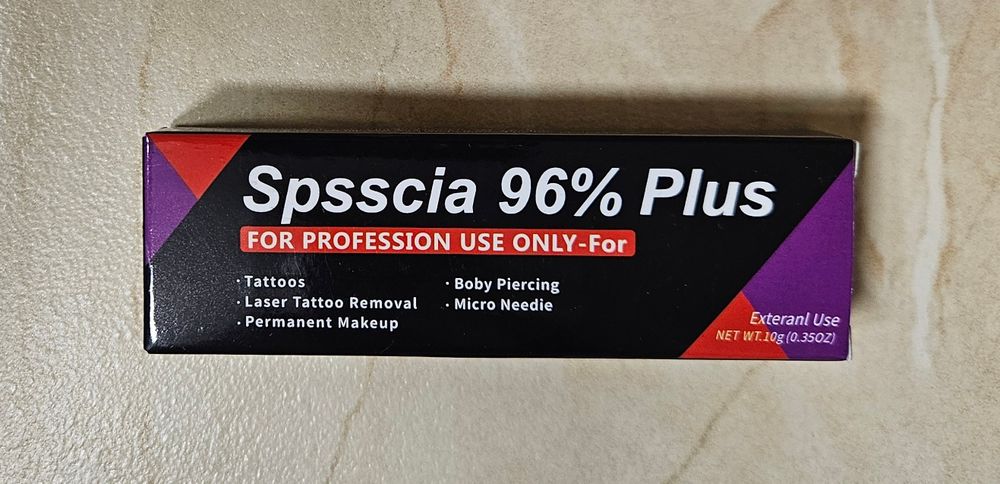 Spsscia 96% Plus
FOR PROFESSION USE ONLY-For
· Tattoos
· Laser Tattoo Removal
· Permanent Makeup
· Boby Piercing
· Micro Needie
Exteranl Use
NET WT.10g(0.35OZ)